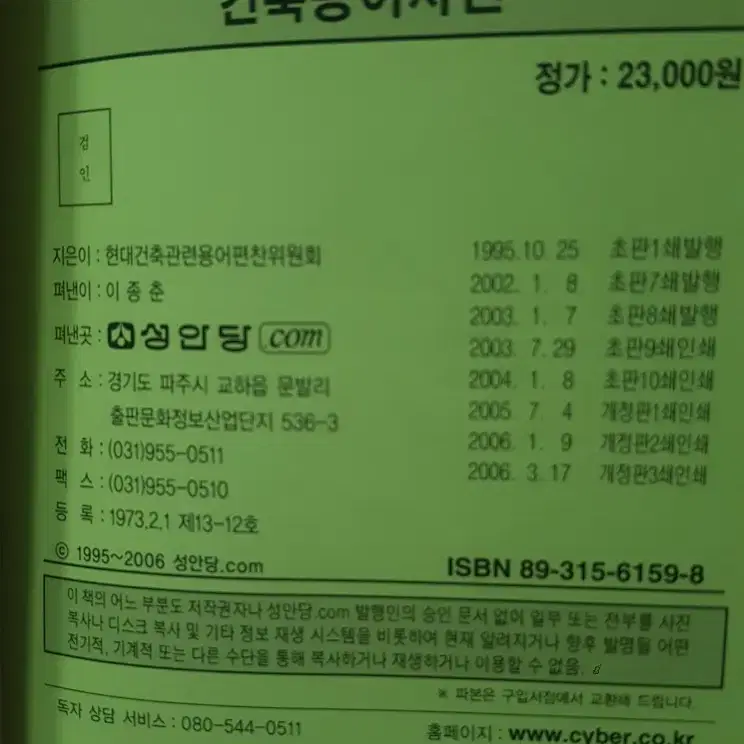 건축용어사전
정가 : 23,000원
검
인
지은이 : 현대건축관련용어편찬위원회
펴낸이 : 이 종 춘
펴낸곳 : 성안당 com
주 소 : 경기도 파주시 교하읍 문발리
출판문화정보산업단지 536-3
전 화 : (031)955-0511
팩 스 : (031)955-0510
등 록 : 1973.2.1 제13-12호
ⓒ 1995~2006 성안당.com
1995.10. 25 초판1쇄발행
2002. 1. 8 초판7쇄발행
2003. 1. 7 초판8쇄발행
2003. 7. 29 초판9쇄인쇄
2004. 1. 8 초판10쇄인쇄
2005. 7. 4 개정판1쇄인쇄
2006. 1. 9 개정판2쇄인쇄
2006. 3. 17 개정판3쇄인쇄
ISBN 89-315-6159-8
이 책의 어느 부분도 저작권자나 성안당.com 발행인의 승인 문서 없이 일부 또는 전부를 사진
복사나 디스크 복사 및 기타 정보 재생 시스템을 비롯하여 현재 알려지거나 향후 발명될 어떤
전기적, 기계적 또는 다른 수단을 통해 복사하거나 재생하거나 이용할 수 없음.
※ 파본은 구입서점에서 교환해 드립니다.
독자 상담 서비스 : 080-544-0511
홈페이지 : www.cyber.co.kr